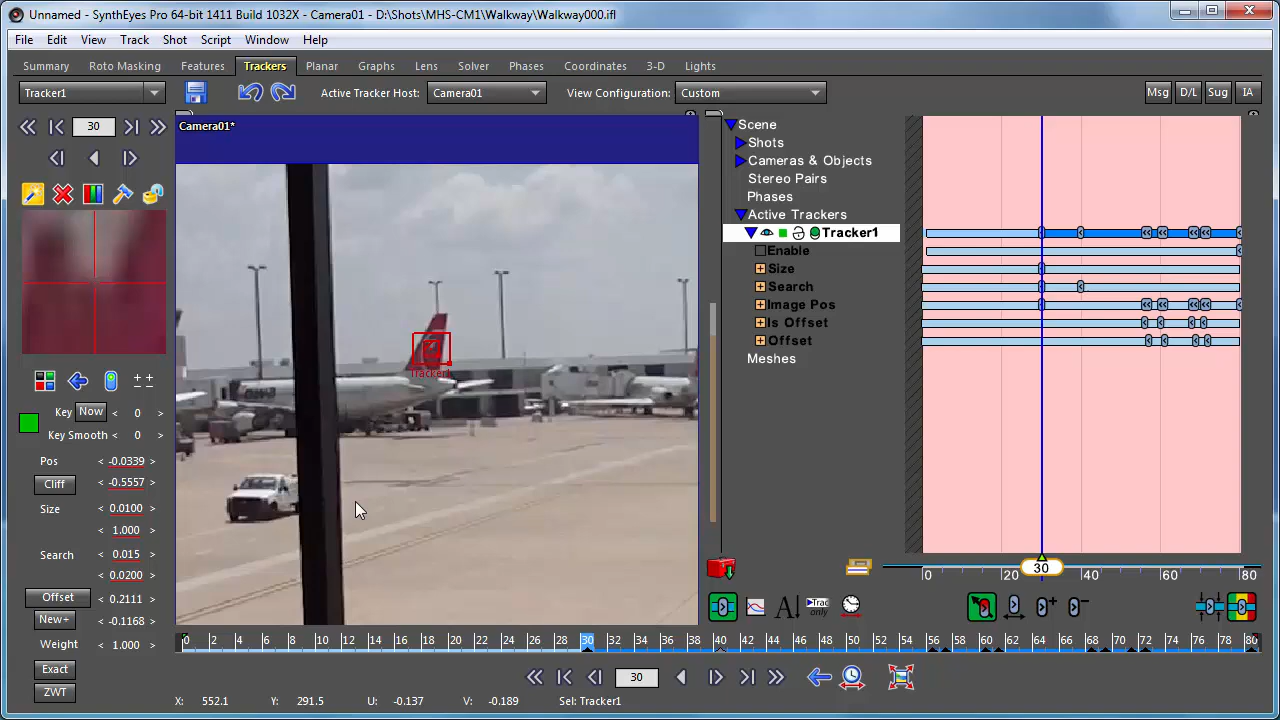 Unnamed - SynthEyes Pro 64-bit 1411 Build 1032X - Camera01 - D:\Shots\MHS-CM1\Walkway\Walkway000.ifl
File Edit View Track Shot Script Window Help
Summary Roto Masking Features Trackers Planar Graphs Lens Solver Phases Coordinates 3-D Lights
Tracker1 Active Tracker Host: Camera01 View Configuration: Custom Msg D/L Sug IA
30
Camera01*
Scene
Shots
Cameras & Objects
Stereo Pairs
Phases
Active Trackers
Tracker1
Enable
Size
Search
Image Pos
Is Offset
Offset
Meshes
Tracker1
Key Now < 0 >
Key Smooth < 0 >
Pos < -0.0339 >
Cliff < -0.5557 >
Size < 0.0100 >
< 1.000 >
Search < 0.015 >
< 0.0200 >
Offset < 0.2111 >
New+ < -0.1168 >
Weight < 1.000 >
Exact
ZWT
30
0 20 40 60 80
A Trac only
0 2 4 6 8 10 12 14 16 18 20 22 24 26 28 30 32 34 36 38 40 42 44 46 48 50 52 54 56 58 60 62 64 66 68 70 72 74 76 78 80
30
X: 552.1 Y: 291.5 U: -0.137 V: -0.189 Sel: Tracker1